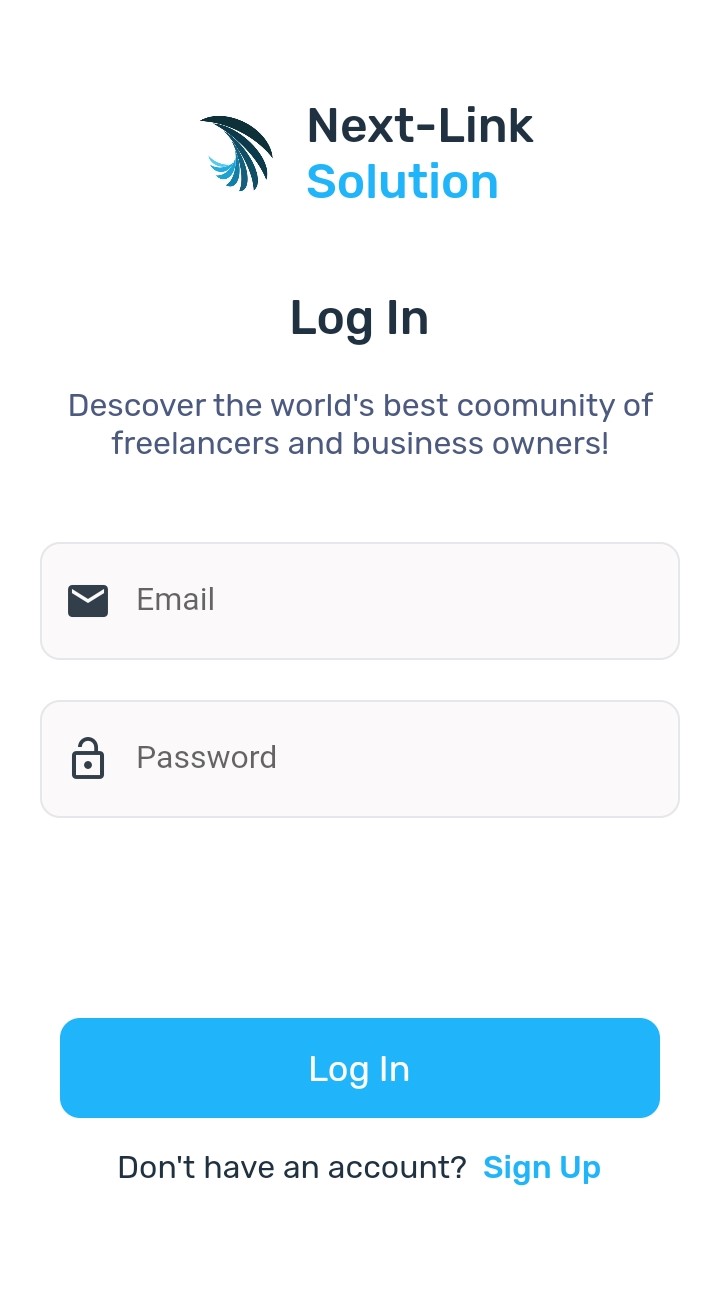 Next-Link
Solution
Log In
Descover the world's best coomunity of
freelancers and business owners!
Email
Password
Log In
Don't have an account? Sign Up